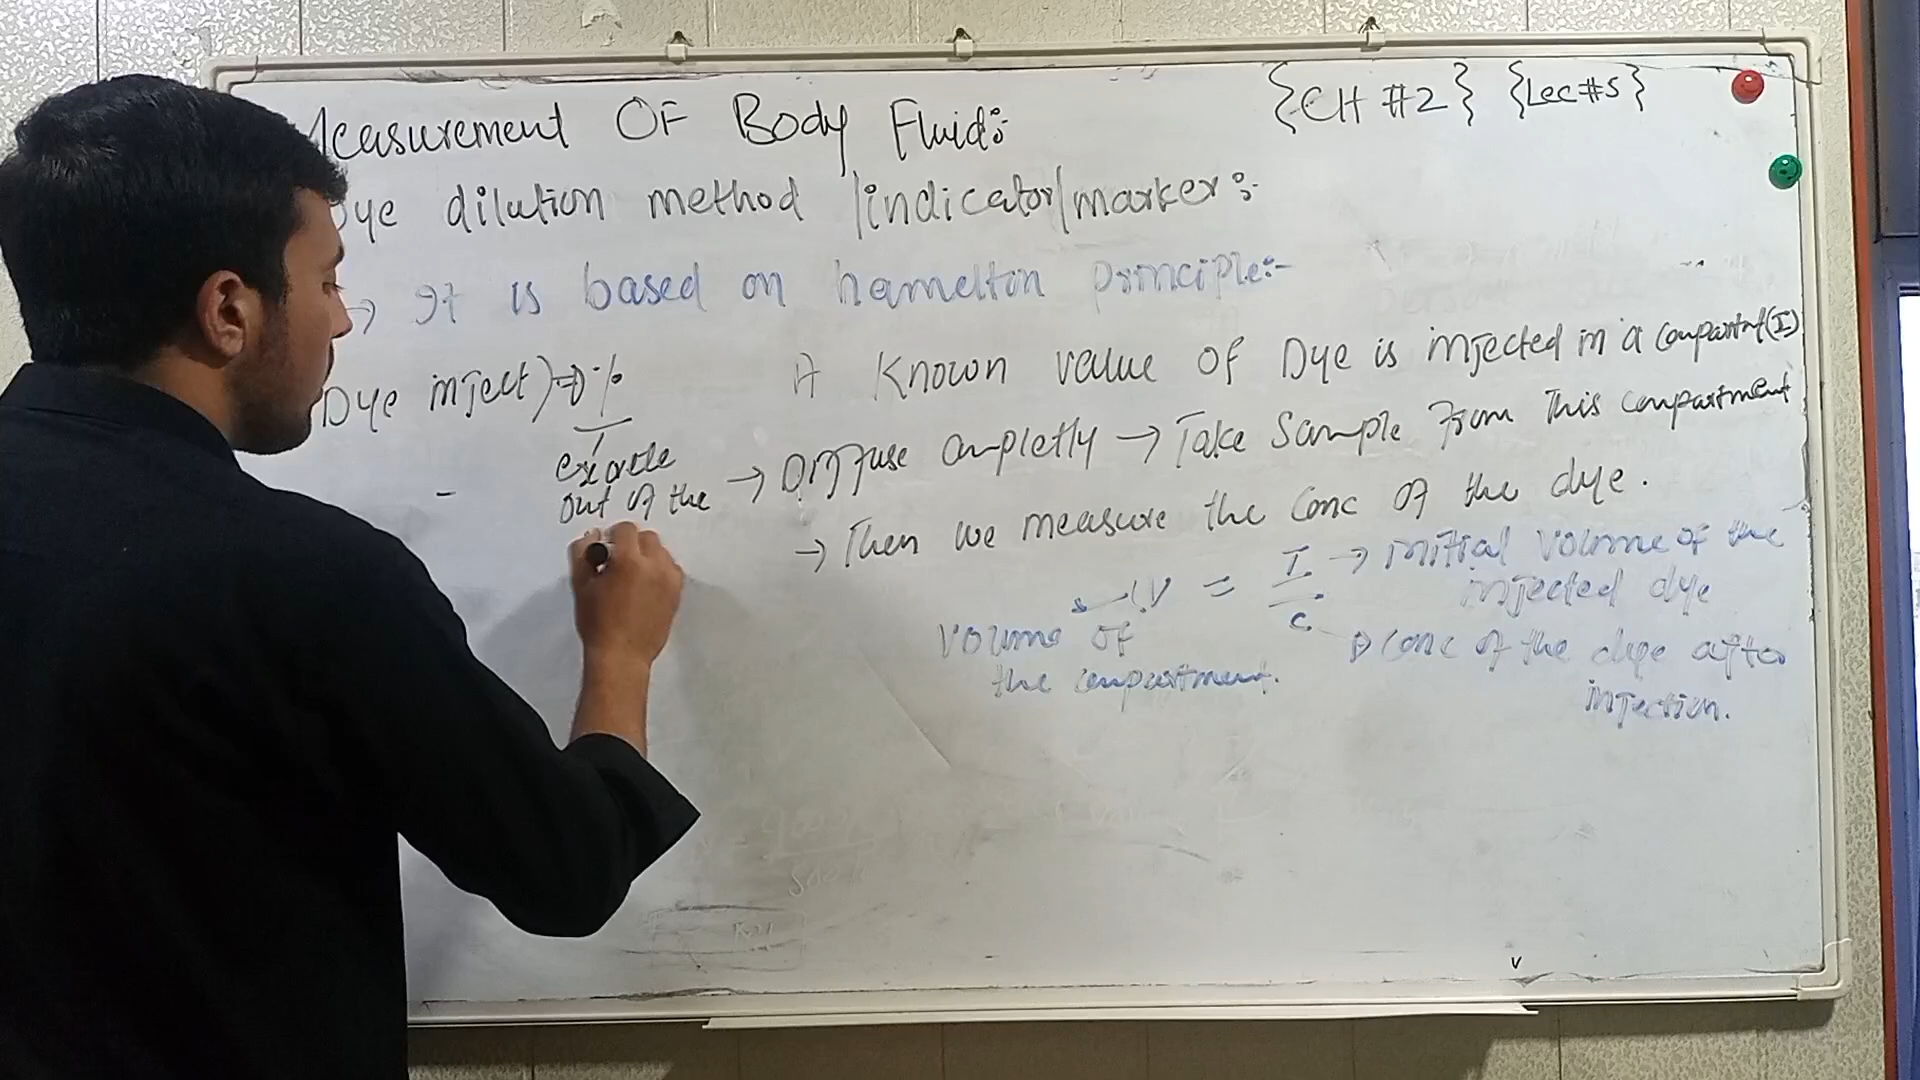 Measurement OF Body Fluid:-
{CH #2} {Lec #5}
Dye dilution method /indicator/marker:-
→ It is based on hamelton principle:-
Dye inject) ⇒ %
A Known value OF Dye is injected in a (I)
out of the
→ Diffuse → Take Sample From This compartment
→ Then we measure the Conc of the dye.
V = I/C
→ initial volume of the
injected dye
volume of
the compartment.
Conc of the dye after
injection.